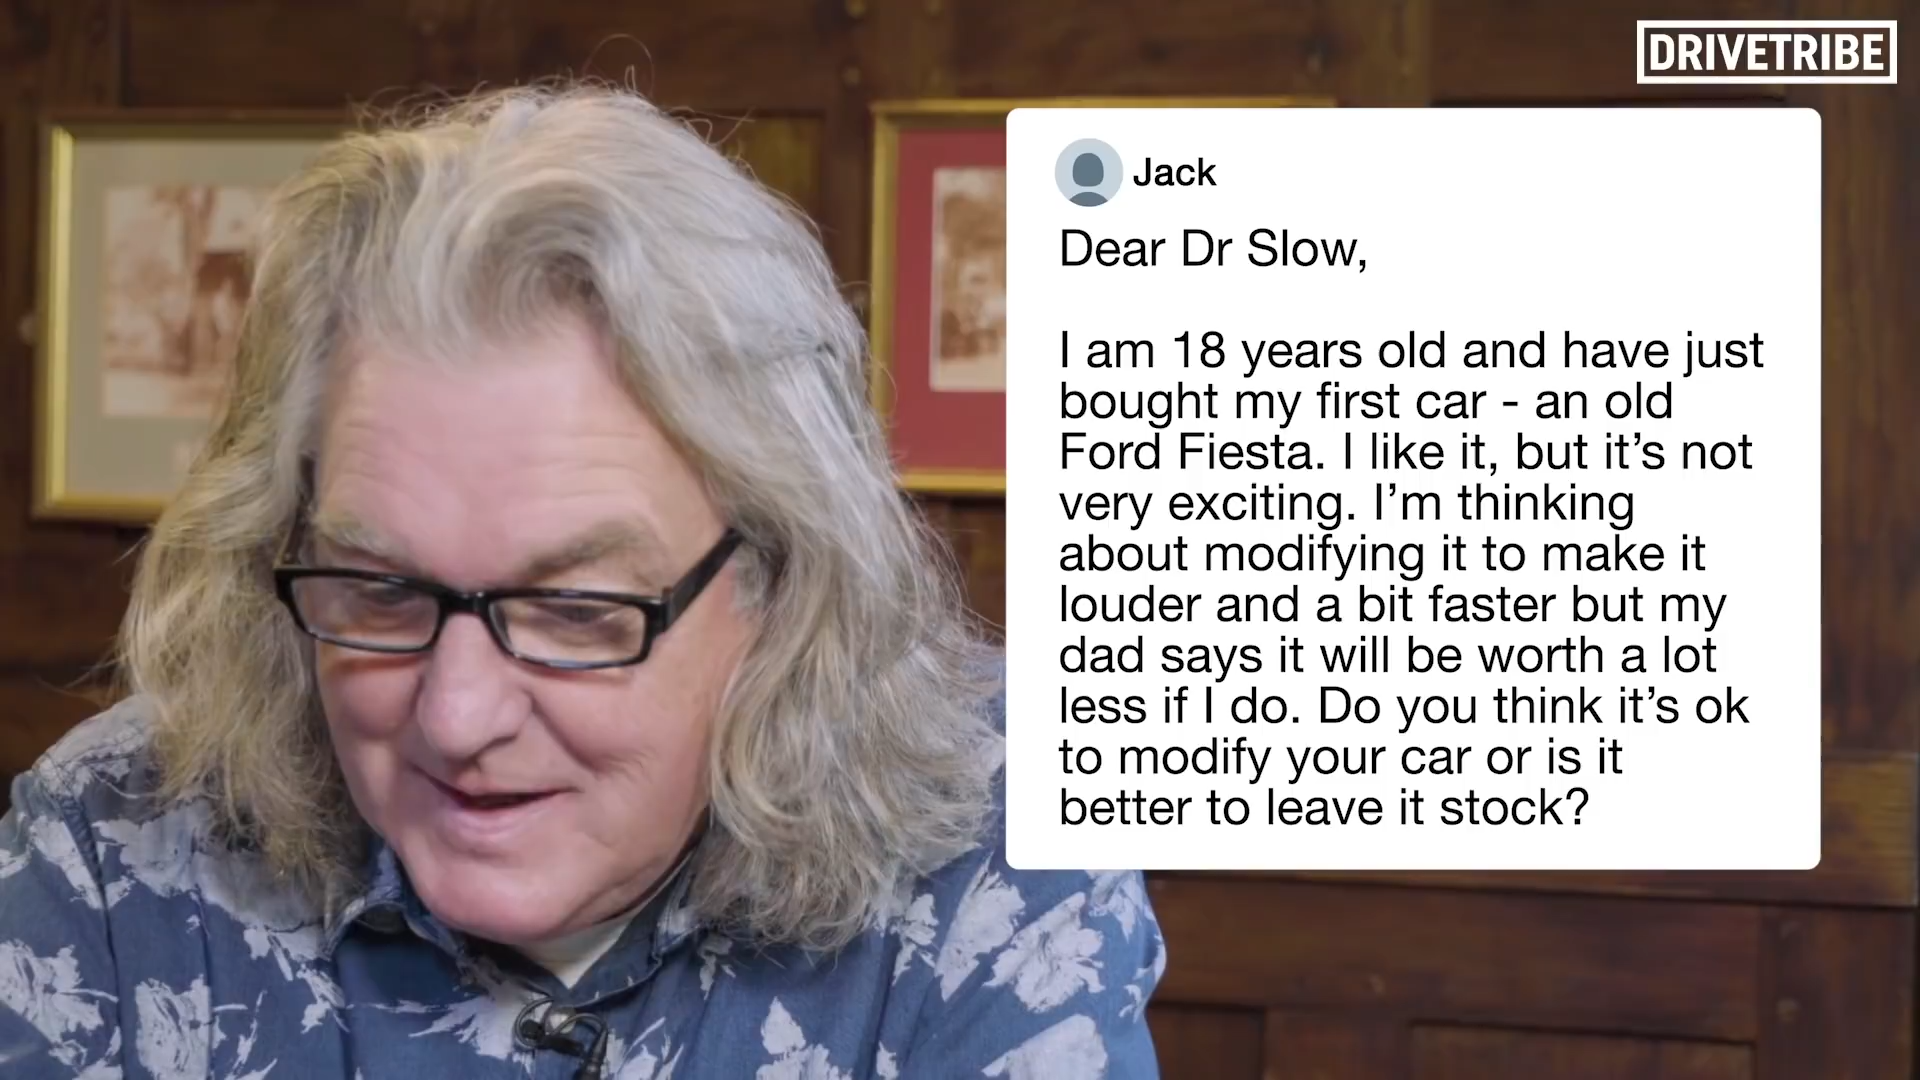 DRIVETRIBE
Jack
Dear Dr Slow,
I am 18 years old and have just
bought my first car - an old
Ford Fiesta. I like it, but it’s not
very exciting. I’m thinking
about modifying it to make it
louder and a bit faster but my
dad says it will be worth a lot
less if I do. Do you think it’s ok
to modify your car or is it
better to leave it stock?